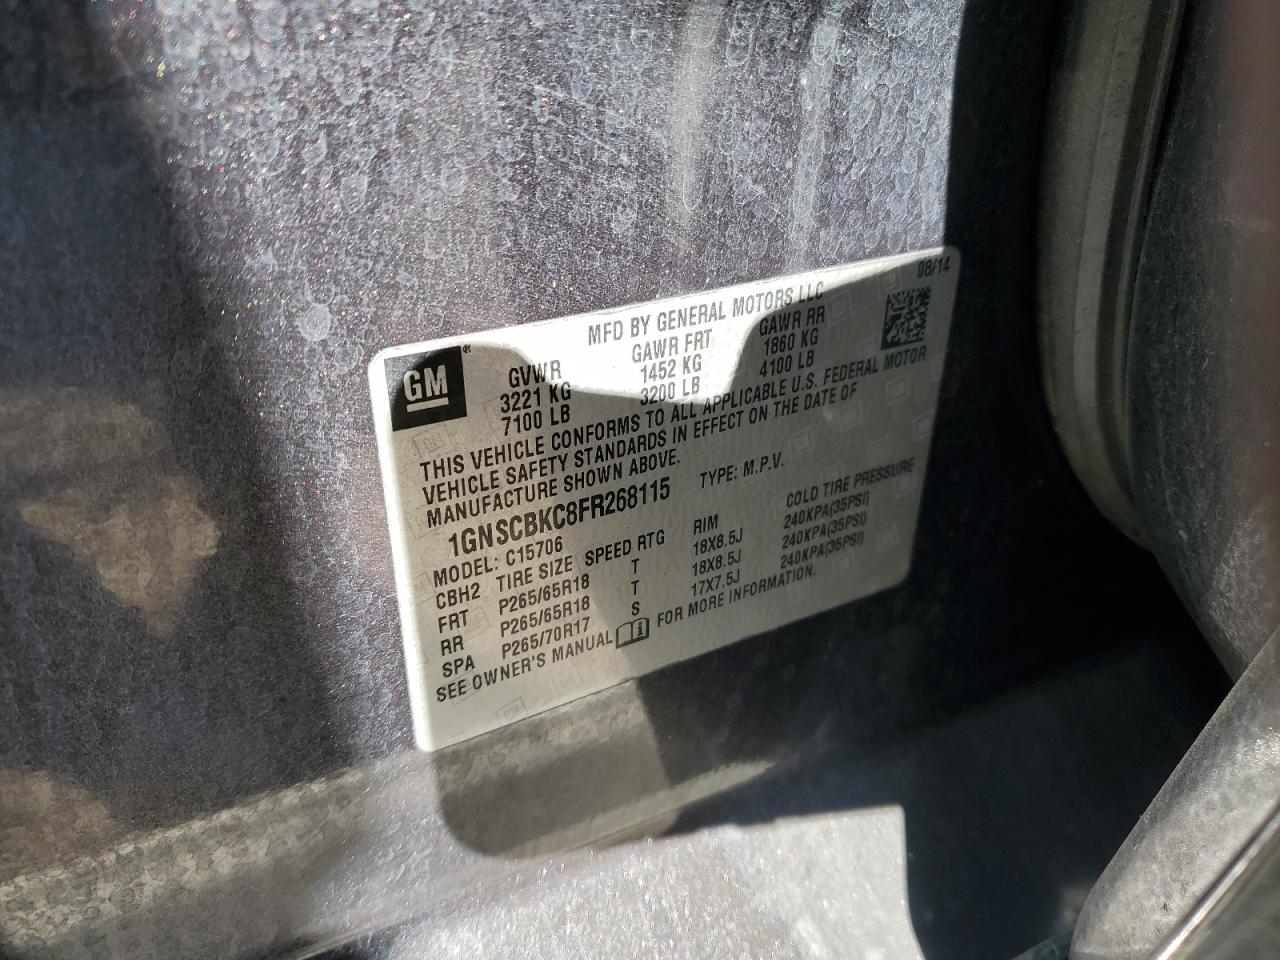 08/14
MFD BY GENERAL MOTORS LLC
GM®
GVWR GAWR FRT GAWR RR
3221 KG 1452 KG 1860 KG
7100 LB 3200 LB 4100 LB
THIS VEHICLE CONFORMS TO ALL APPLICABLE U.S. FEDERAL MOTOR
VEHICLE SAFETY STANDARDS IN EFFECT ON THE DATE OF
MANUFACTURE SHOWN ABOVE.
1GNSCBKC8FR268115 TYPE: M.P.V.
MODEL: C15706
CBH2 TIRE SIZE SPEED RTG RIM COLD TIRE PRESSURE
FRT P265/65R18 T 18X8.5J 240KPA(35PSI)
RR P265/65R18 T 18X8.5J 240KPA(35PSI)
SPA P265/70R17 S 17X7.5J 240KPA(35PSI)
SEE OWNER'S MANUAL FOR MORE INFORMATION.